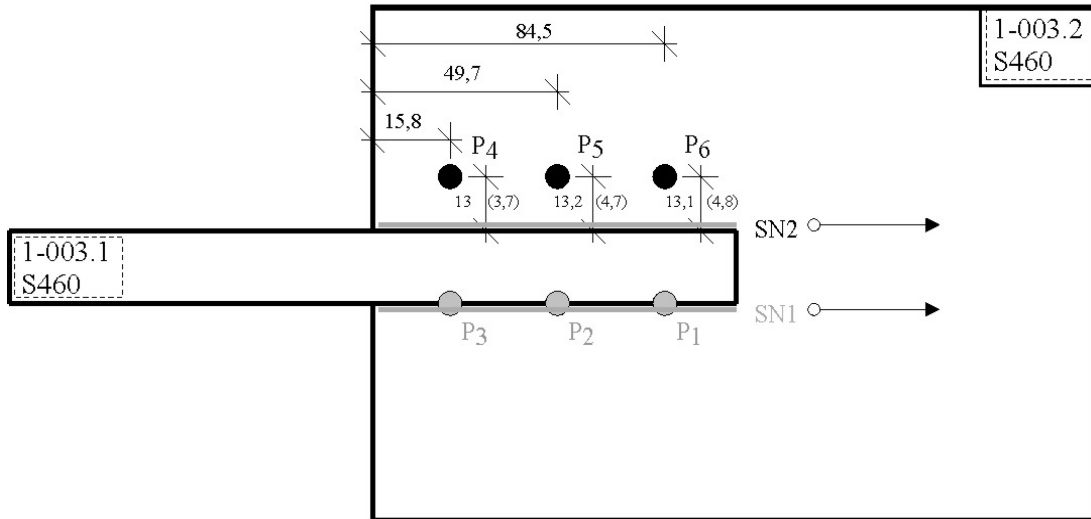 84,5
1-003.2
S460
49,7
15,8
P4
P5
P6
13 (3,7)
13,2 (4,7)
13,1 (4,8)
SN2
1-003.1
S460
SN1
P3
P2
P1